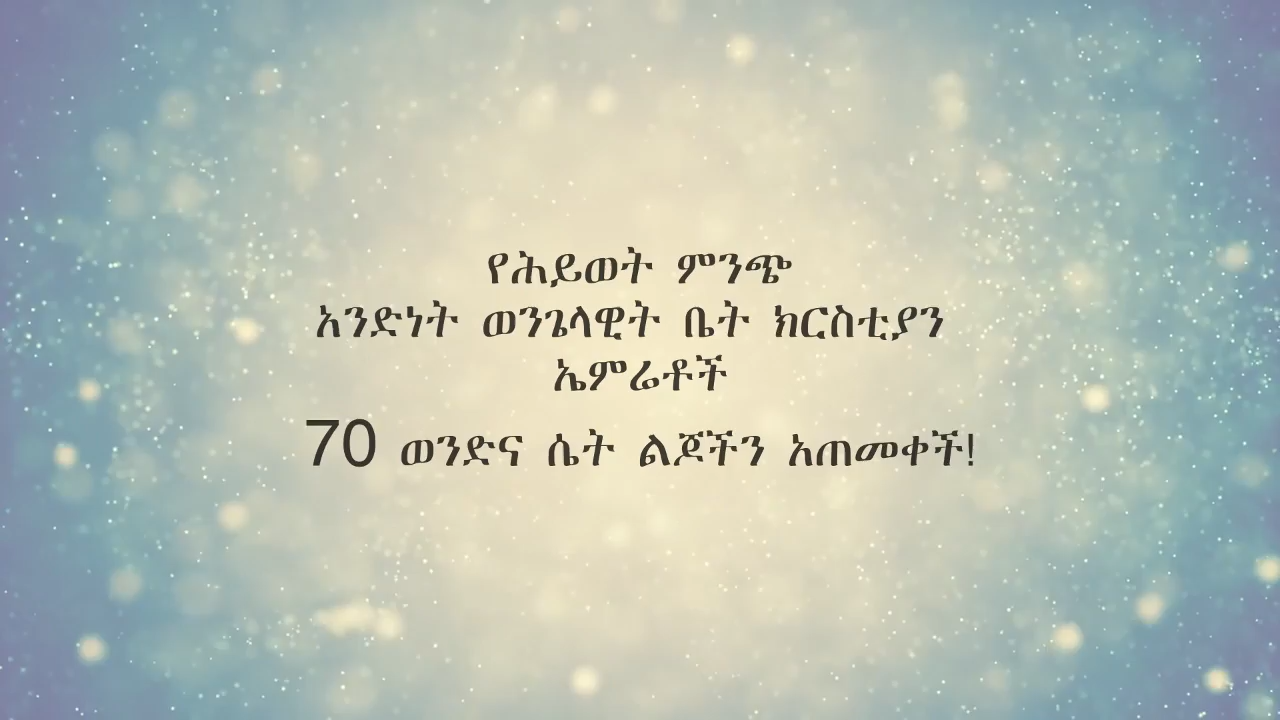 የሕይወት ምንጭ
አንድነት ወንጌላዊት ቤት ክርስቲያን
ኤምሬቶች
70 ወንድና ሴት ልጆችን አጠመቀች!